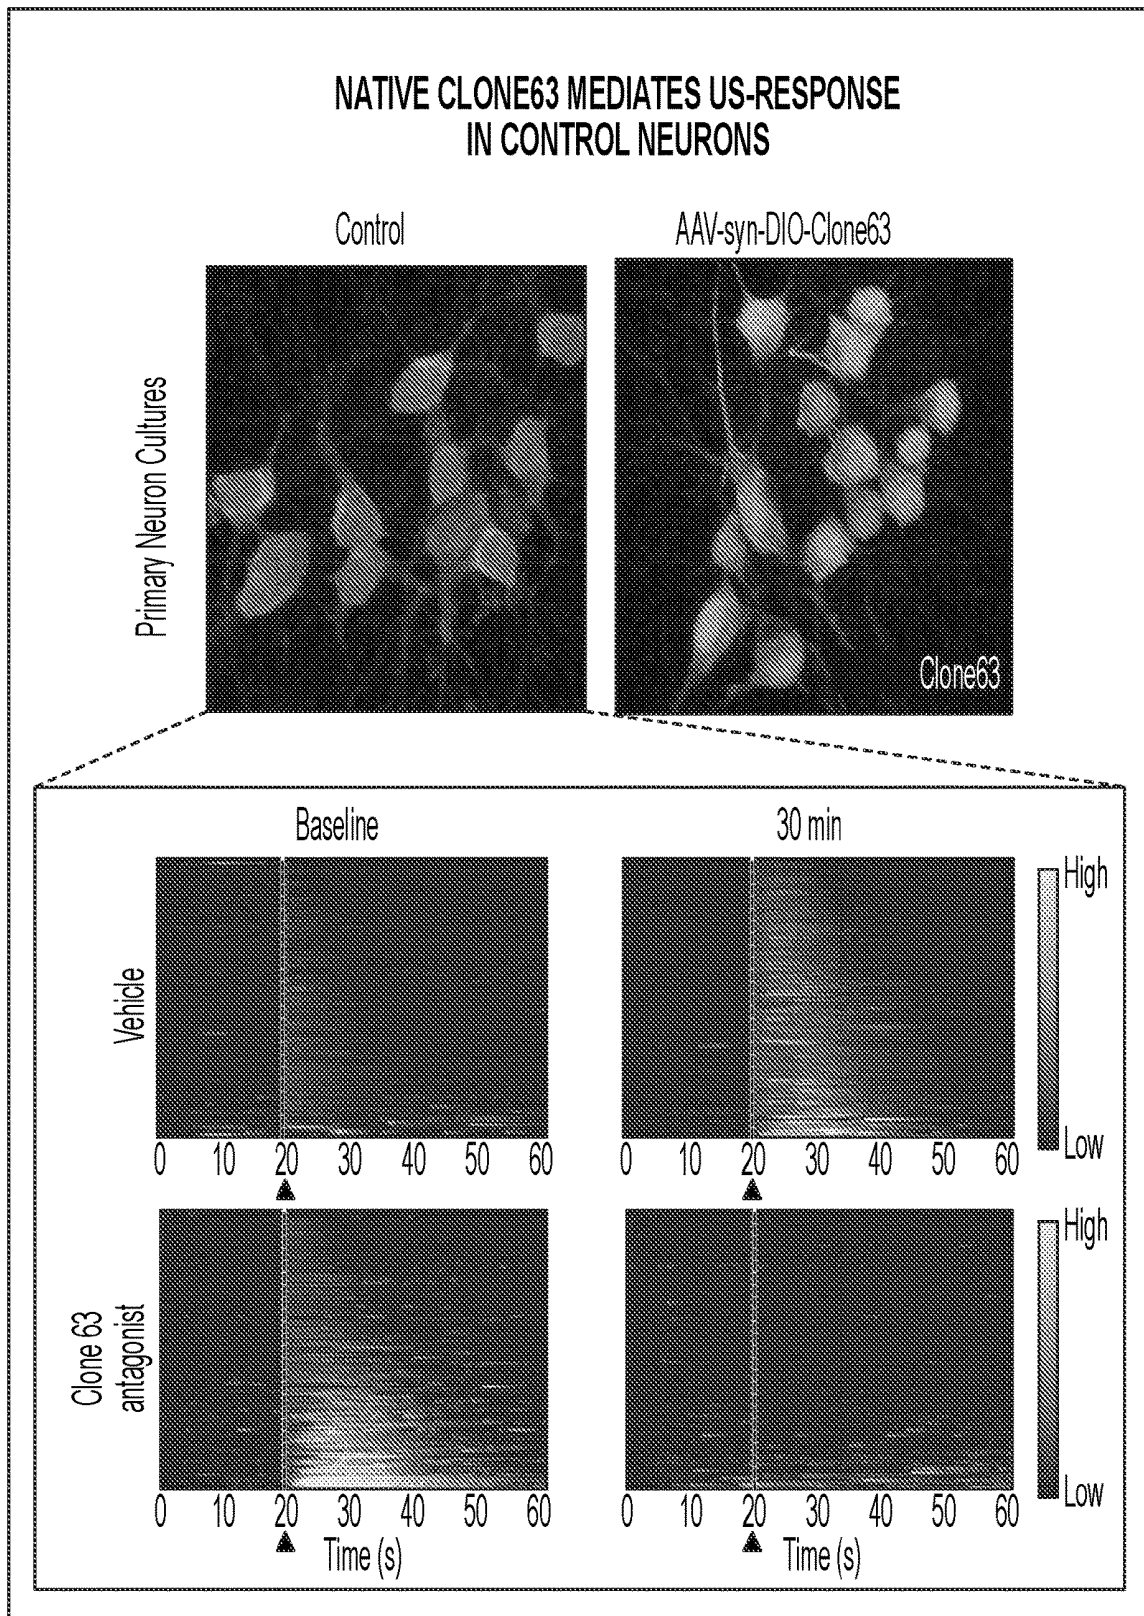 NATIVE CLONE63 MEDIATES US-RESPONSE
IN CONTROL NEURONS
Control
AAV-syn-DIO-Clone63
Primary Neuron Cultures
Clone63
Baseline
30 min
Vehicle
High
Low
0 10 20 30 40 50 60
0 10 20 30 40 50 60
Clone 63
antagonist
High
Low
0 10 20 30 40 50 60
0 10 20 30 40 50 60
Time (s)
Time (s)